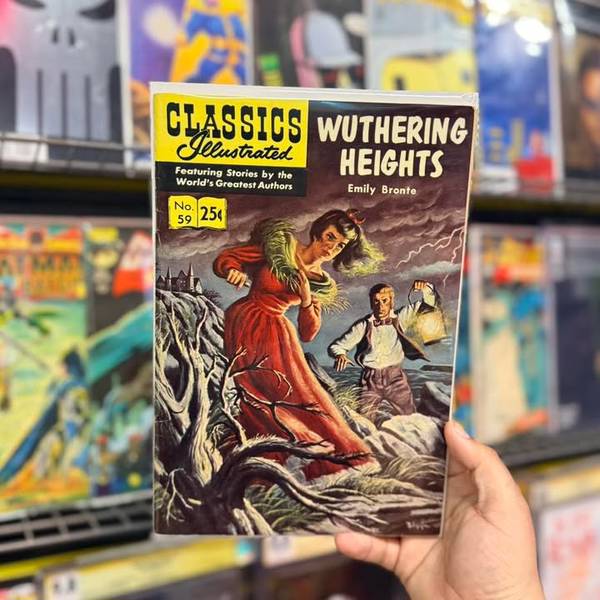 CLASSICS
Illustrated
Featuring Stories by the
World's Greatest Authors
No.
59
25¢
WUTHERING
HEIGHTS
Emily Bronte